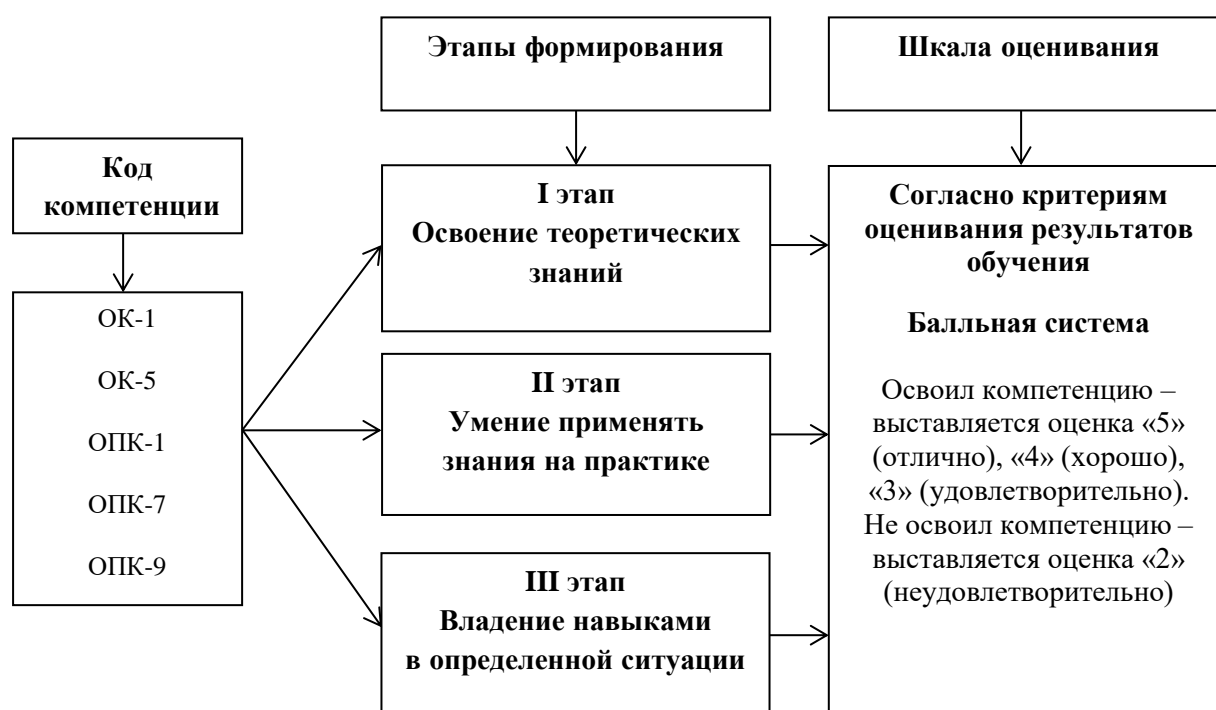 Этапы формирования
Шкала оценивания
Код
компетенции
ОК-1
ОК-5
ОПК-1
ОПК-7
ОПК-9
I этап
Освоение теоретических
знаний
II этап
Умение применять
знания на практике
III этап
Владение навыками
в определенной ситуации
Согласно критериям
оценивания результатов
обучения
Балльная система
Освоил компетенцию –
выставляется оценка «5»
(отлично), «4» (хорошо),
«3» (удовлетворительно).
Не освоил компетенцию –
выставляется оценка «2»
(неудовлетворительно)